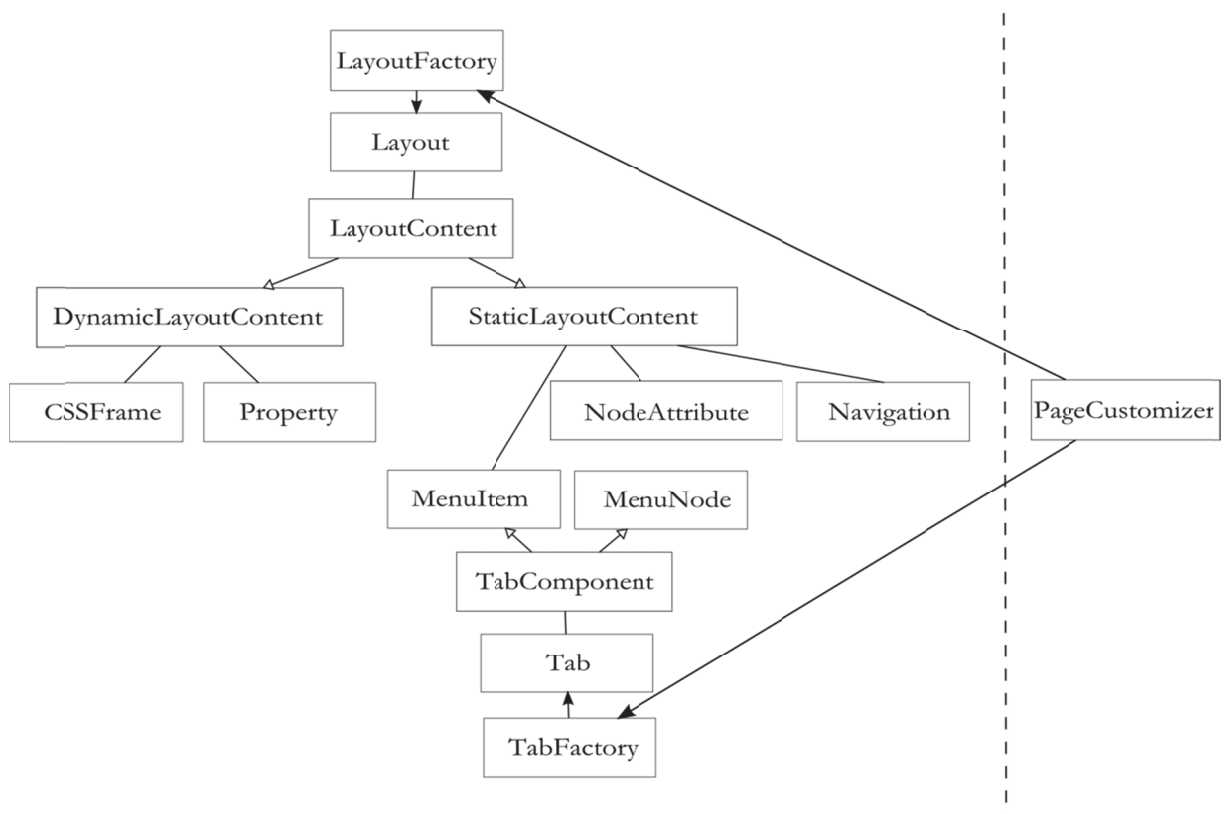 LayoutFactory
Layout
LayoutContent
DynamicLayoutContent
StaticLayoutContent
CSSFrame
Property
NodeAttribute
Navigation
PageCustomizer
MenuItem
MenuNode
TabComponent
Tab
TabFactory